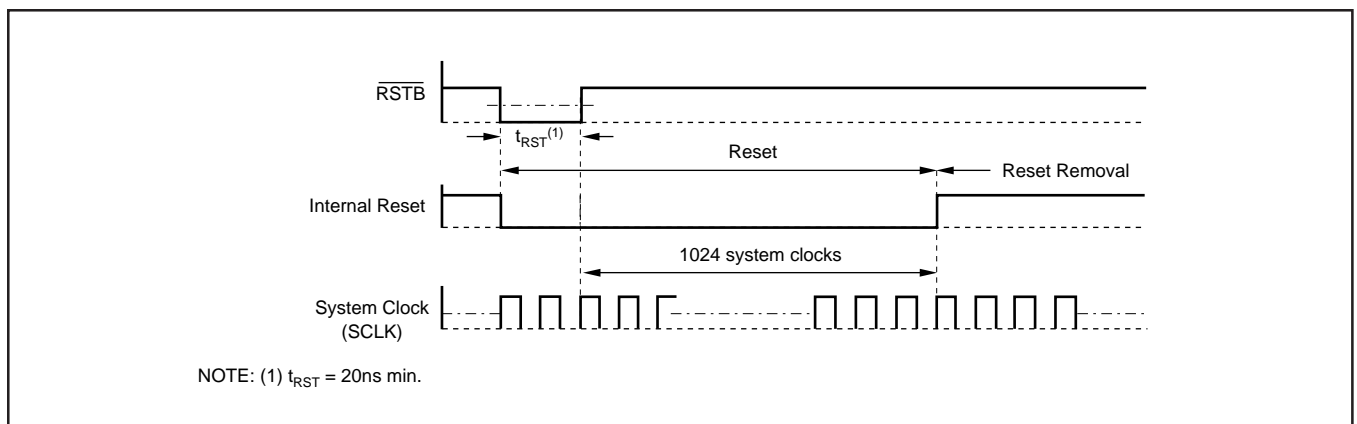 RSTB
tRST(1)
Reset
Reset Removal
Internal Reset
1024 system clocks
System Clock
(SCLK)
NOTE: (1) tRST = 20ns min.